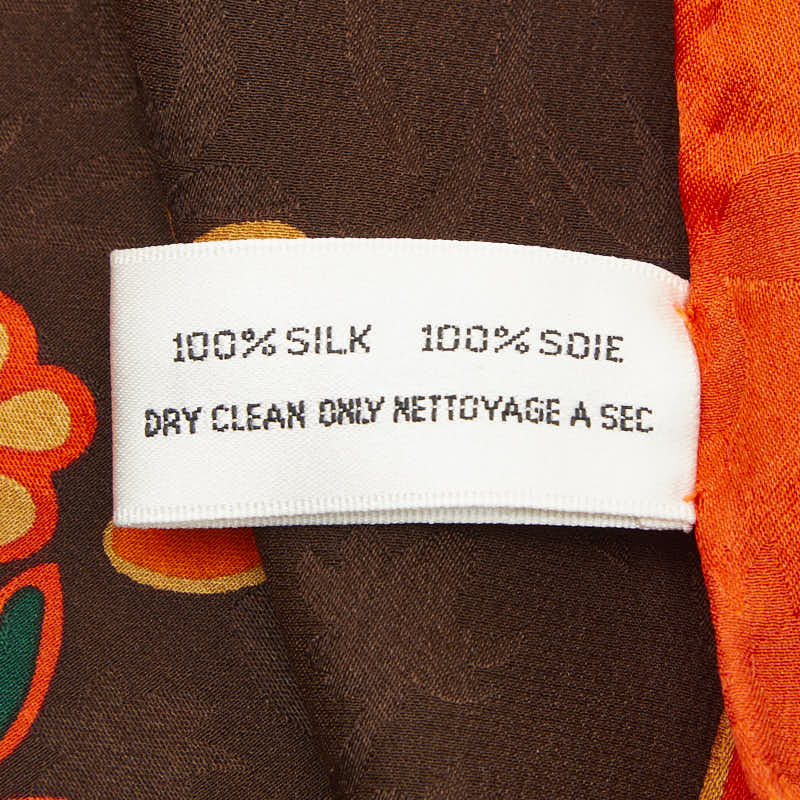 100% SILK 100% SOIE
DRY CLEAN ONLY NETTOYAGE A SEC